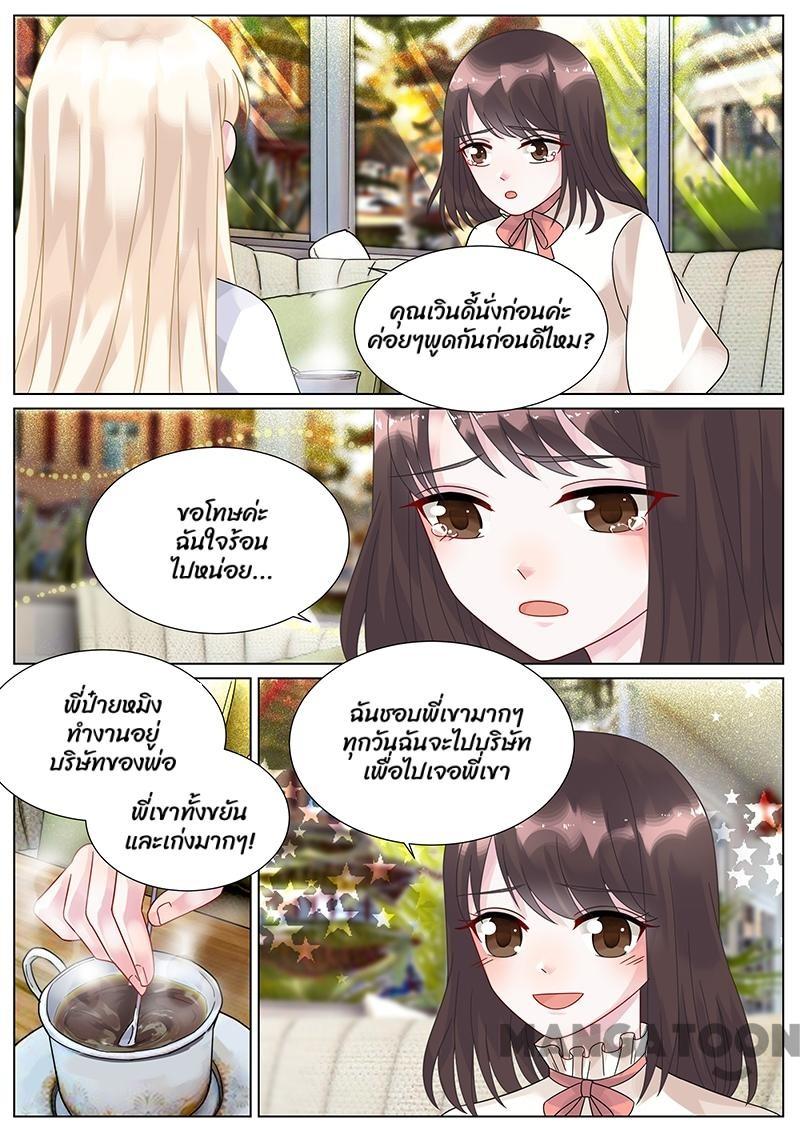 คุณเวินดี้นั่งก่อนค่ะ
ค่อยๆพูดกันก่อนดีไหม?
ขอโทษค่ะ
ฉันใจร้อน
ไปหน่อย...
พี่ป๋ายหมิง
ทำงานอยู่
บริษัทของพ่อ
พี่เขาทั้งขยัน
และเก่งมากๆ!
ฉันชอบพี่เขามากๆ
ทุกวันฉันจะไปบริษัท
เพื่อไปเจอพี่เขา
MANGATOON